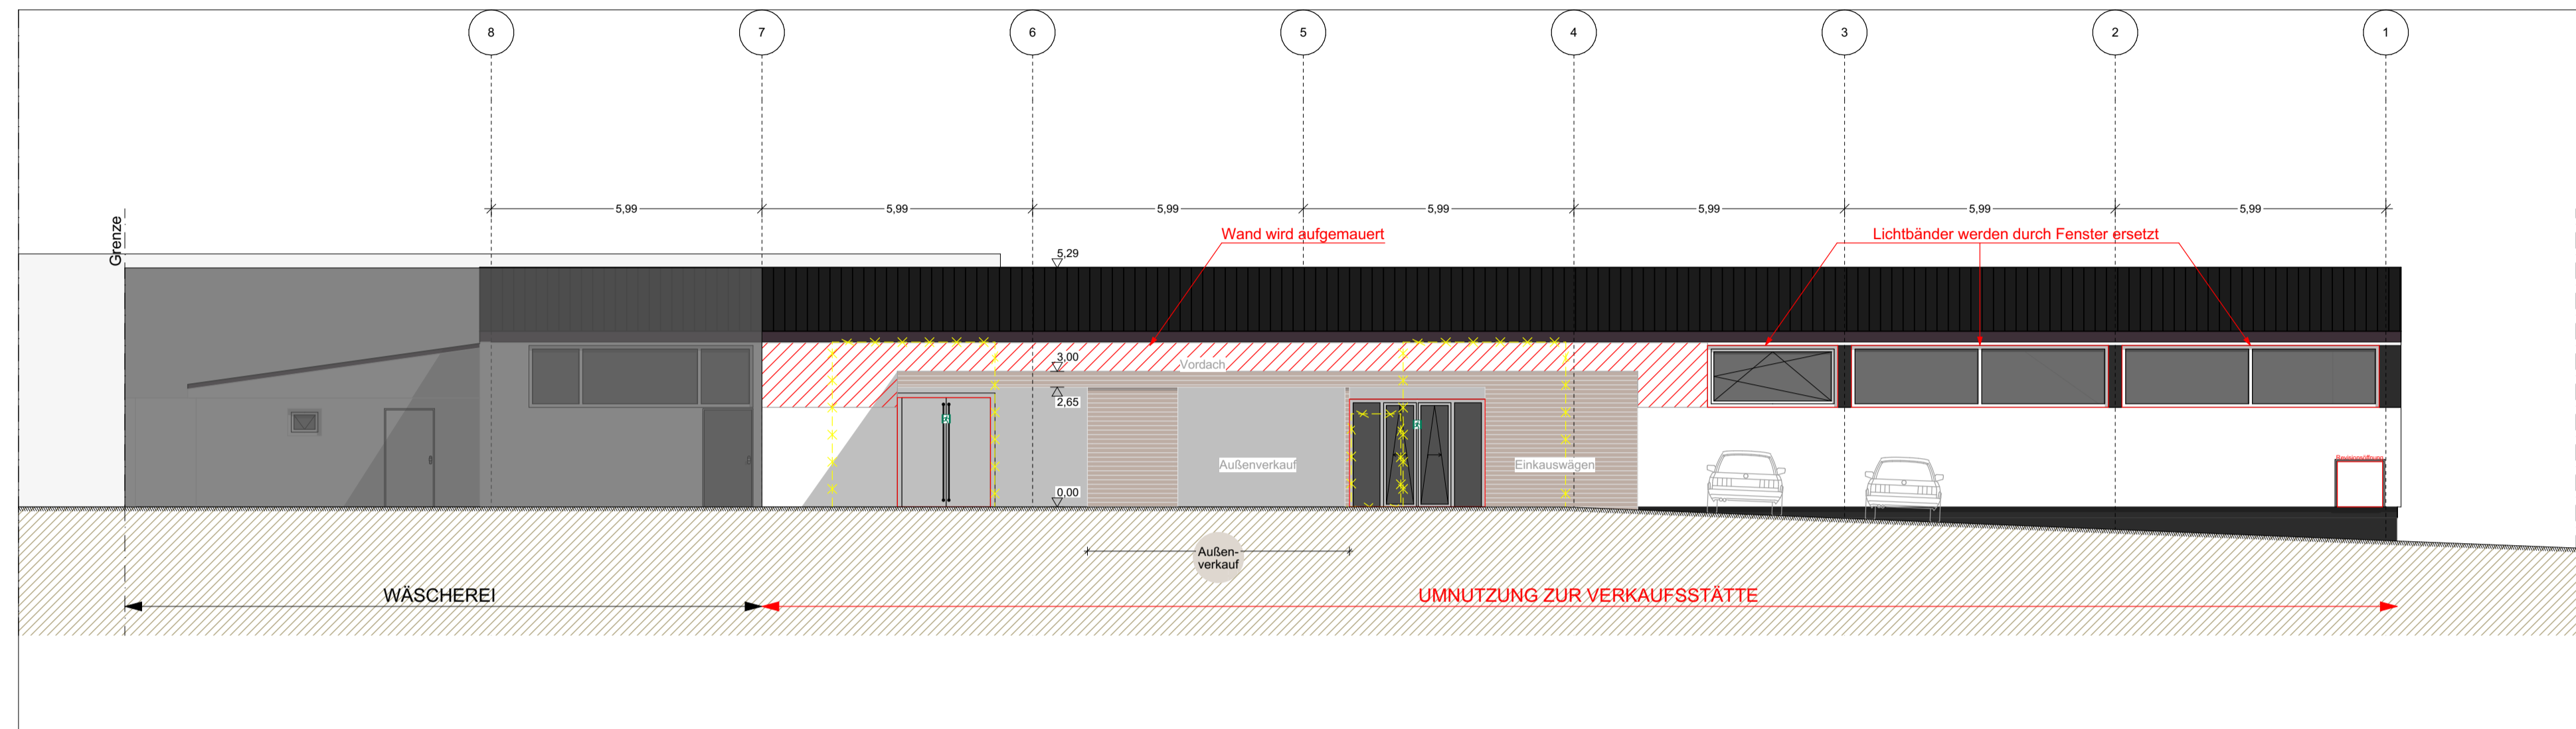 8 7 6 5 4 3 2 1
5,99 5,99 5,99 5,99 5,99 5,99 5,99
Grenze
Wand wird aufgemauert
Lichtbänder werden durch Fenster ersetzt
5,29
3,00
Vordach
2,65
Außenverkauf
Einkauswägen
Revisionsöffnung
0,00
Außen-
verkauf
WÄSCHEREI
UMNUTZUNG ZUR VERKAUFSSTÄTTE